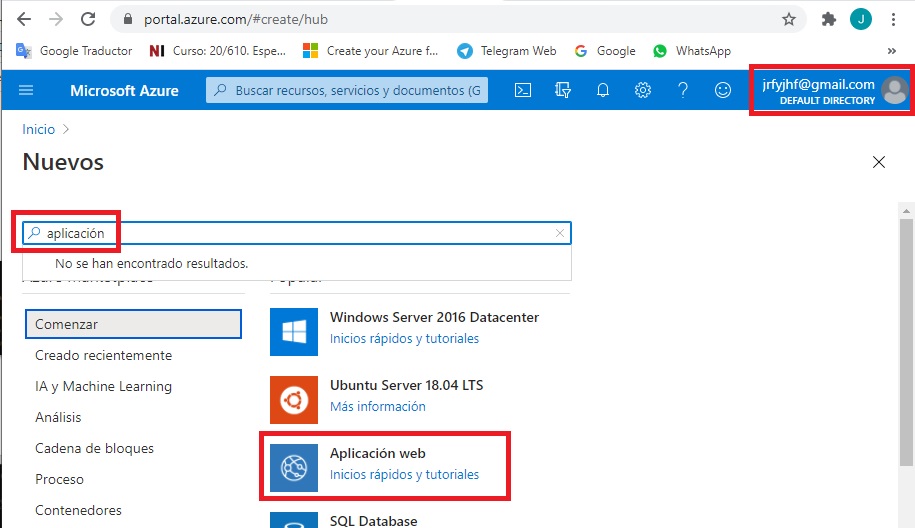 portal.azure.com/#create/hub
J
Google Traductor
NI Curso: 20/610. Espe...
Create your Azure f...
Telegram Web
Google
WhatsApp
»
Microsoft Azure
Buscar recursos, servicios y documentos (G
jrfyjhf@gmail.com
DEFAULT DIRECTORY
Inicio >
Nuevos
aplicación
No se han encontrado resultados.
Azure Marketplace
Popular
Comenzar
Creado recientemente
IA y Machine Learning
Análisis
Cadena de bloques
Proceso
Contenedores
Windows Server 2016 Datacenter
Inicios rápidos y tutoriales
Ubuntu Server 18.04 LTS
Más información
Aplicación web
Inicios rápidos y tutoriales
SQL Database